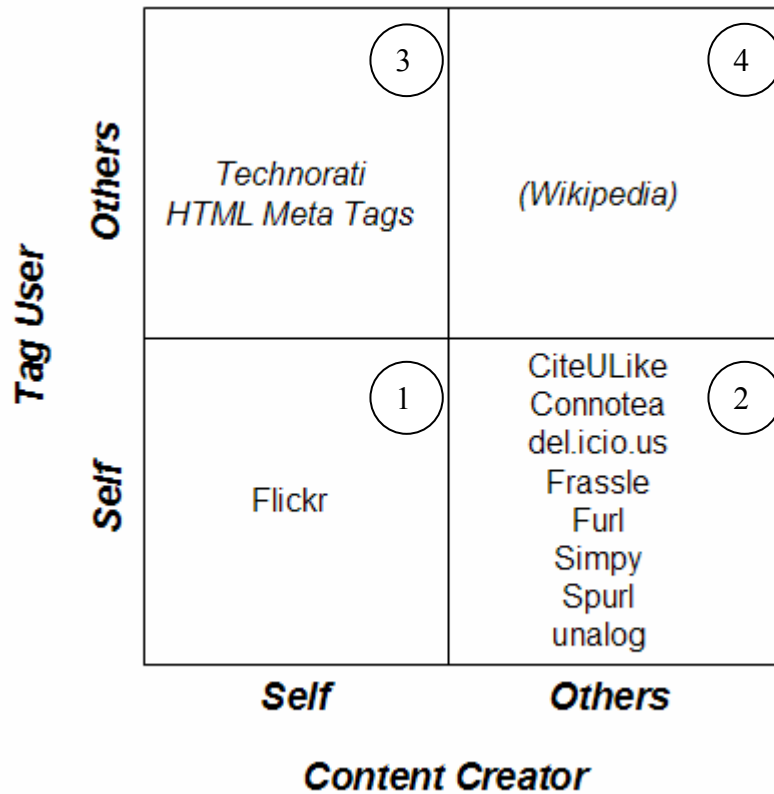 3
4
Others
Technorati
HTML Meta Tags
(Wikipedia)
Tag User
1
2
Self
Flickr
CiteULike
Connotea
del.icio.us
Frassle
Furl
Simpy
Spurl
unalog
Self
Others
Content Creator